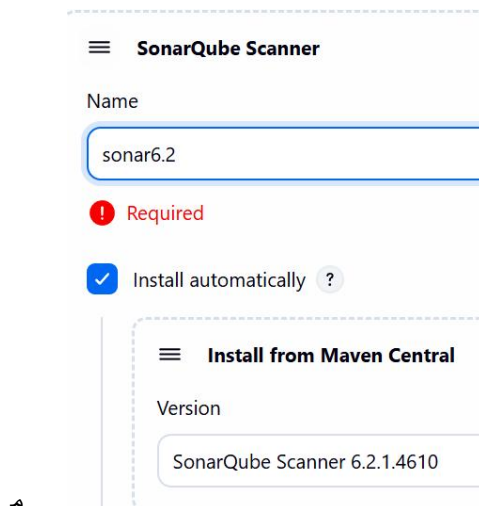 SonarQube Scanner
Name
sonar6.2
! Required
Install automatically ?
Install from Maven Central
Version
SonarQube Scanner 6.2.1.4610